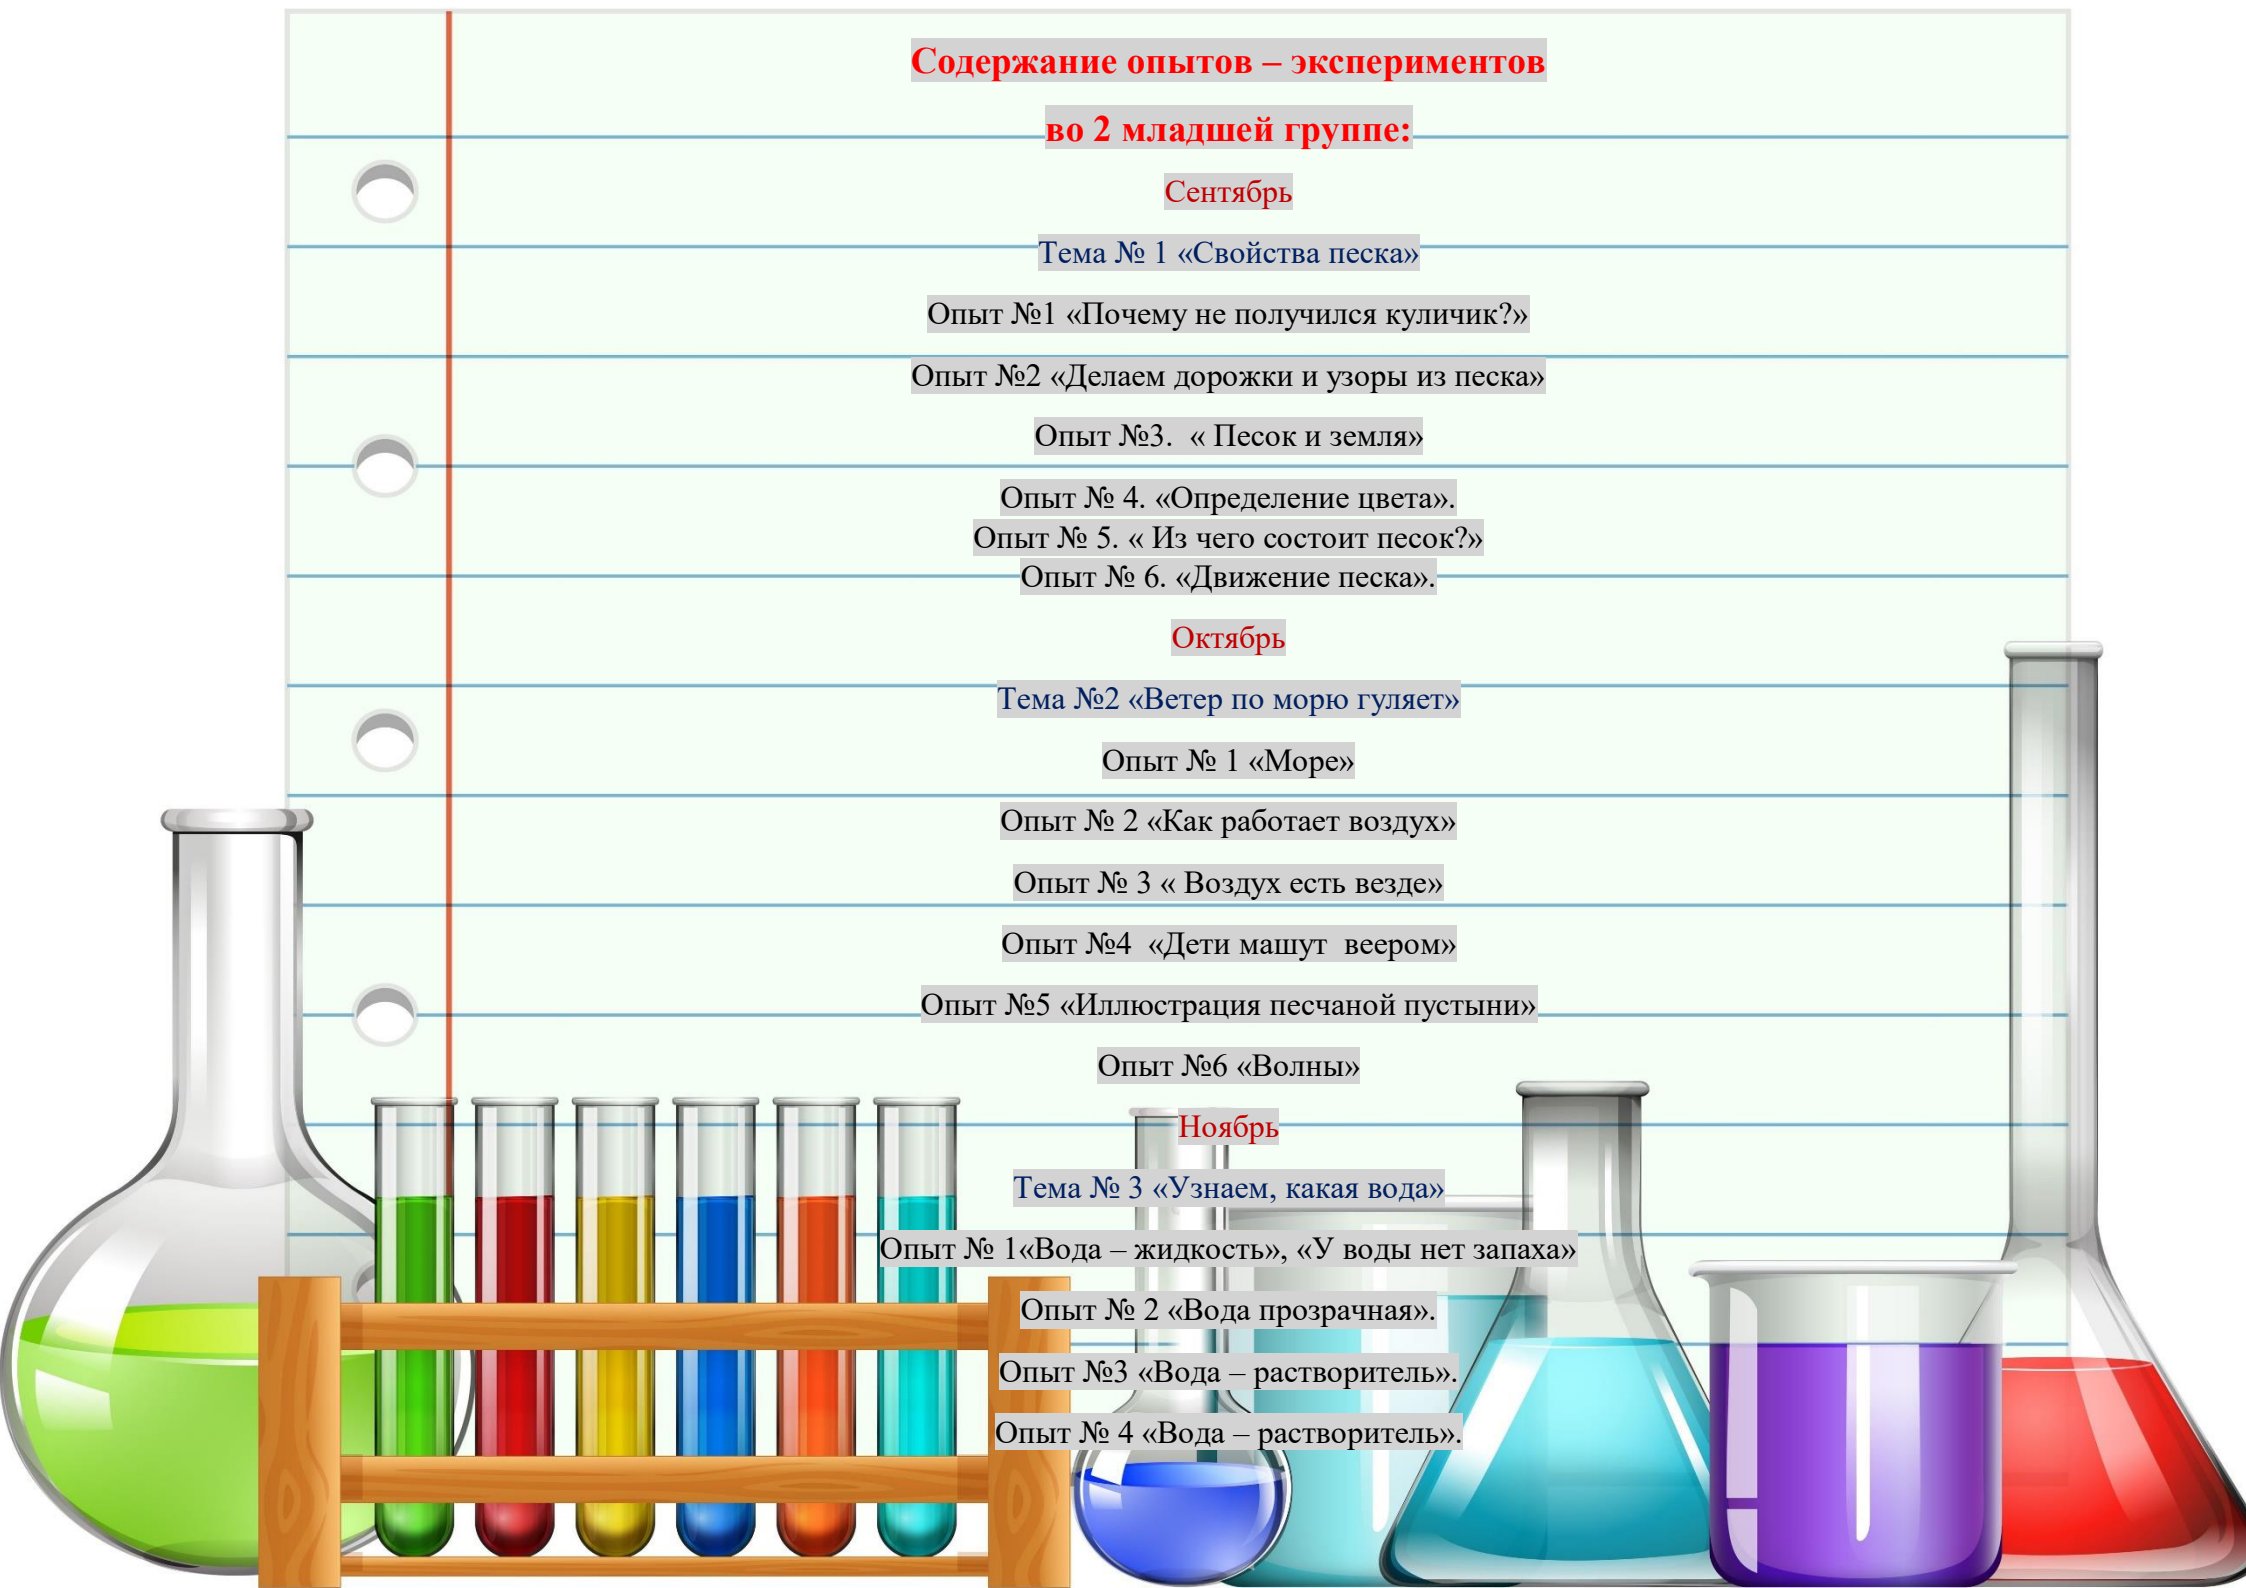 Содержание опытов – экспериментов
во 2 младшей группе:
Сентябрь
Тема № 1 «Свойства песка»
Опыт №1 «Почему не получился куличик?»
Опыт №2 «Делаем дорожки и узоры из песка»
Опыт №3.  « Песок и земля»
Опыт № 4. «Определение цвета».
Опыт № 5. « Из чего состоит песок?»
Опыт № 6. «Движение песка».
Октябрь
Тема №2 «Ветер по морю гуляет»
Опыт № 1 «Море»
Опыт № 2 «Как работает воздух»
Опыт № 3 « Воздух есть везде»
Опыт №4  «Дети машут  веером»
Опыт №5 «Иллюстрация песчаной пустыни»
Опыт №6 «Волны»
Ноябрь
Тема № 3 «Узнаем, какая вода»
Опыт № 1«Вода – жидкость», «У воды нет запаха»
Опыт № 2 «Вода прозрачная».
Опыт №3 «Вода – растворитель».
Опыт № 4 «Вода – растворитель».